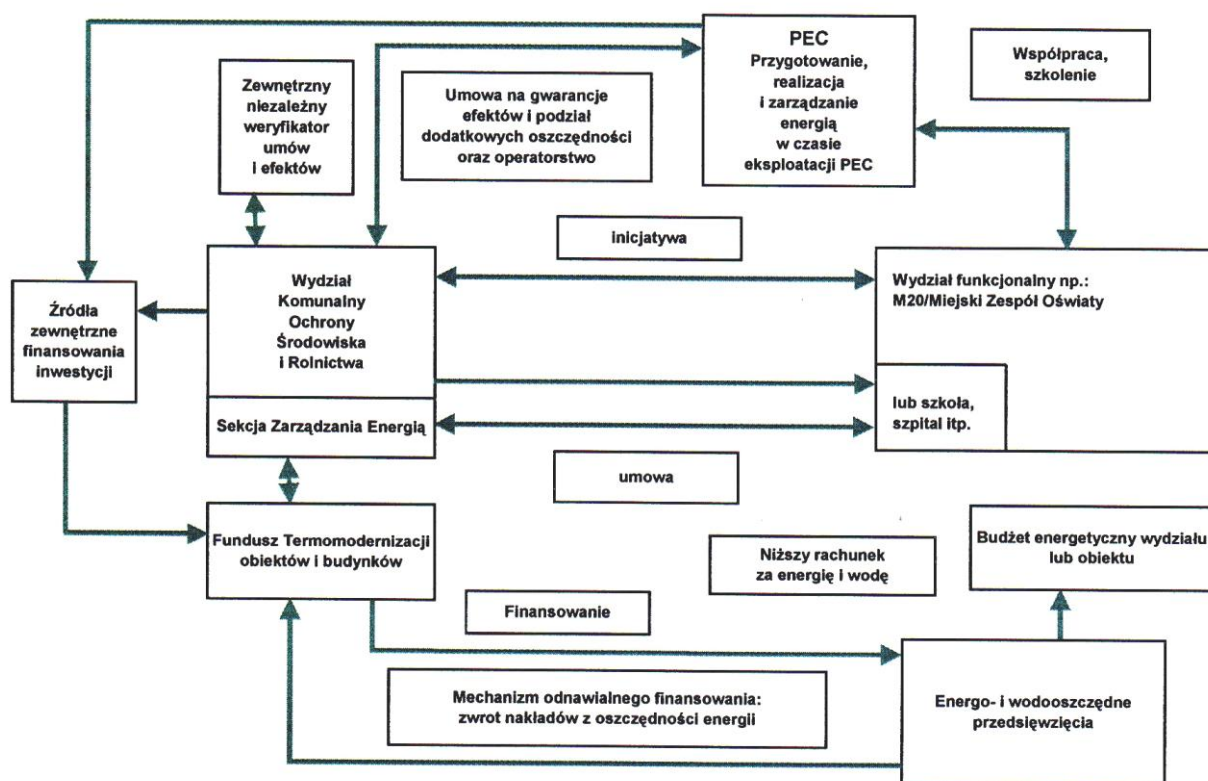 PEC
Przygotowanie,
realizacja
i zarządzanie
energią
w czasie
eksploatacji PEC
Współpraca,
szkolenie
Zewnętrzny
niezależny
weryfikator
umów
i efektów
Umowa na gwarancje
efektów i podział
dodatkowych oszczędności
oraz operatorstwo
inicjatywa
Źródła
zewnętrzne
finansowania
inwestycji
Wydział
Komunalny
Ochrony
Środowiska
i Rolnictwa
Sekcja Zarządzania Energią
Wydział funkcjonalny np.:
M20/Miejski Zespół Oświaty
lub szkoła,
szpital itp.
umowa
Fundusz Termomodernizacji
obiektów i budynków
Niższy rachunek
za energię i wodę
Budżet energetyczny wydziału
lub obiektu
Finansowanie
Mechanizm odnawialnego finansowania:
zwrot nakładów z oszczędności energii
Energo- i wodooszczędne
przedsięwzięcia